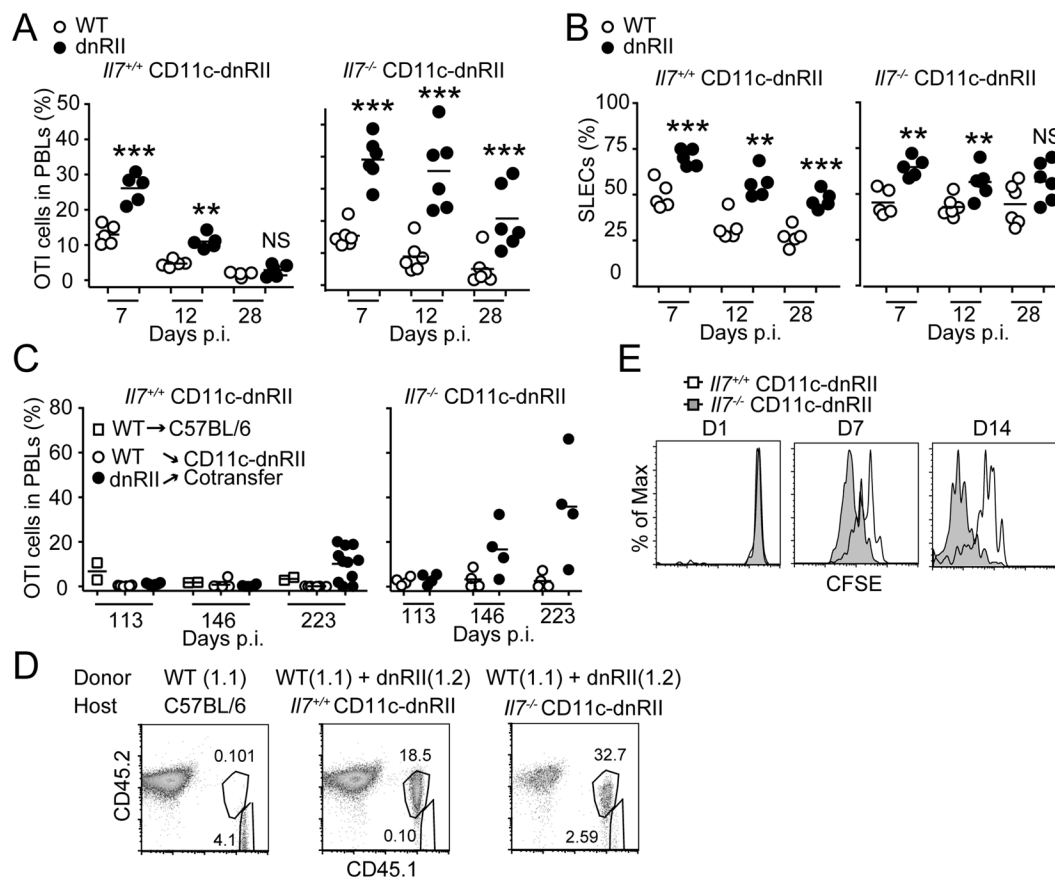 A
WT
dnRII
Il7+/+ CD11c-dnRII
Il7-/- CD11c-dnRII
OTI cells in PBLs (%)
50
40
30
20
10
0
***
**
NS
***
***
***
7
12
28
7
12
28
Days p.i.
Days p.i.
B
WT
dnRII
Il7+/+ CD11c-dnRII
Il7-/- CD11c-dnRII
SLECs (%)
100
75
50
25
0
***
**
***
**
**
NS
7
12
28
7
12
28
Days p.i.
Days p.i.
C
Il7+/+ CD11c-dnRII
Il7-/- CD11c-dnRII
OTI cells in PBLs (%)
80
60
40
20
0
WT → C57BL/6
WT ↘ CD11c-dnRII
dnRII ↗ Cotransfer
113
146
223
113
146
223
Days p.i.
Days p.i.
E
Il7+/+ CD11c-dnRII
Il7-/- CD11c-dnRII
D1
D7
D14
% of Max
CFSE
D
Donor WT (1.1) WT(1.1) + dnRII(1.2) WT(1.1) + dnRII(1.2)
Host C57BL/6 Il7+/+ CD11c-dnRII Il7-/- CD11c-dnRII
CD45.2
0.101
4.1
18.5
0.10
32.7
2.59
CD45.1